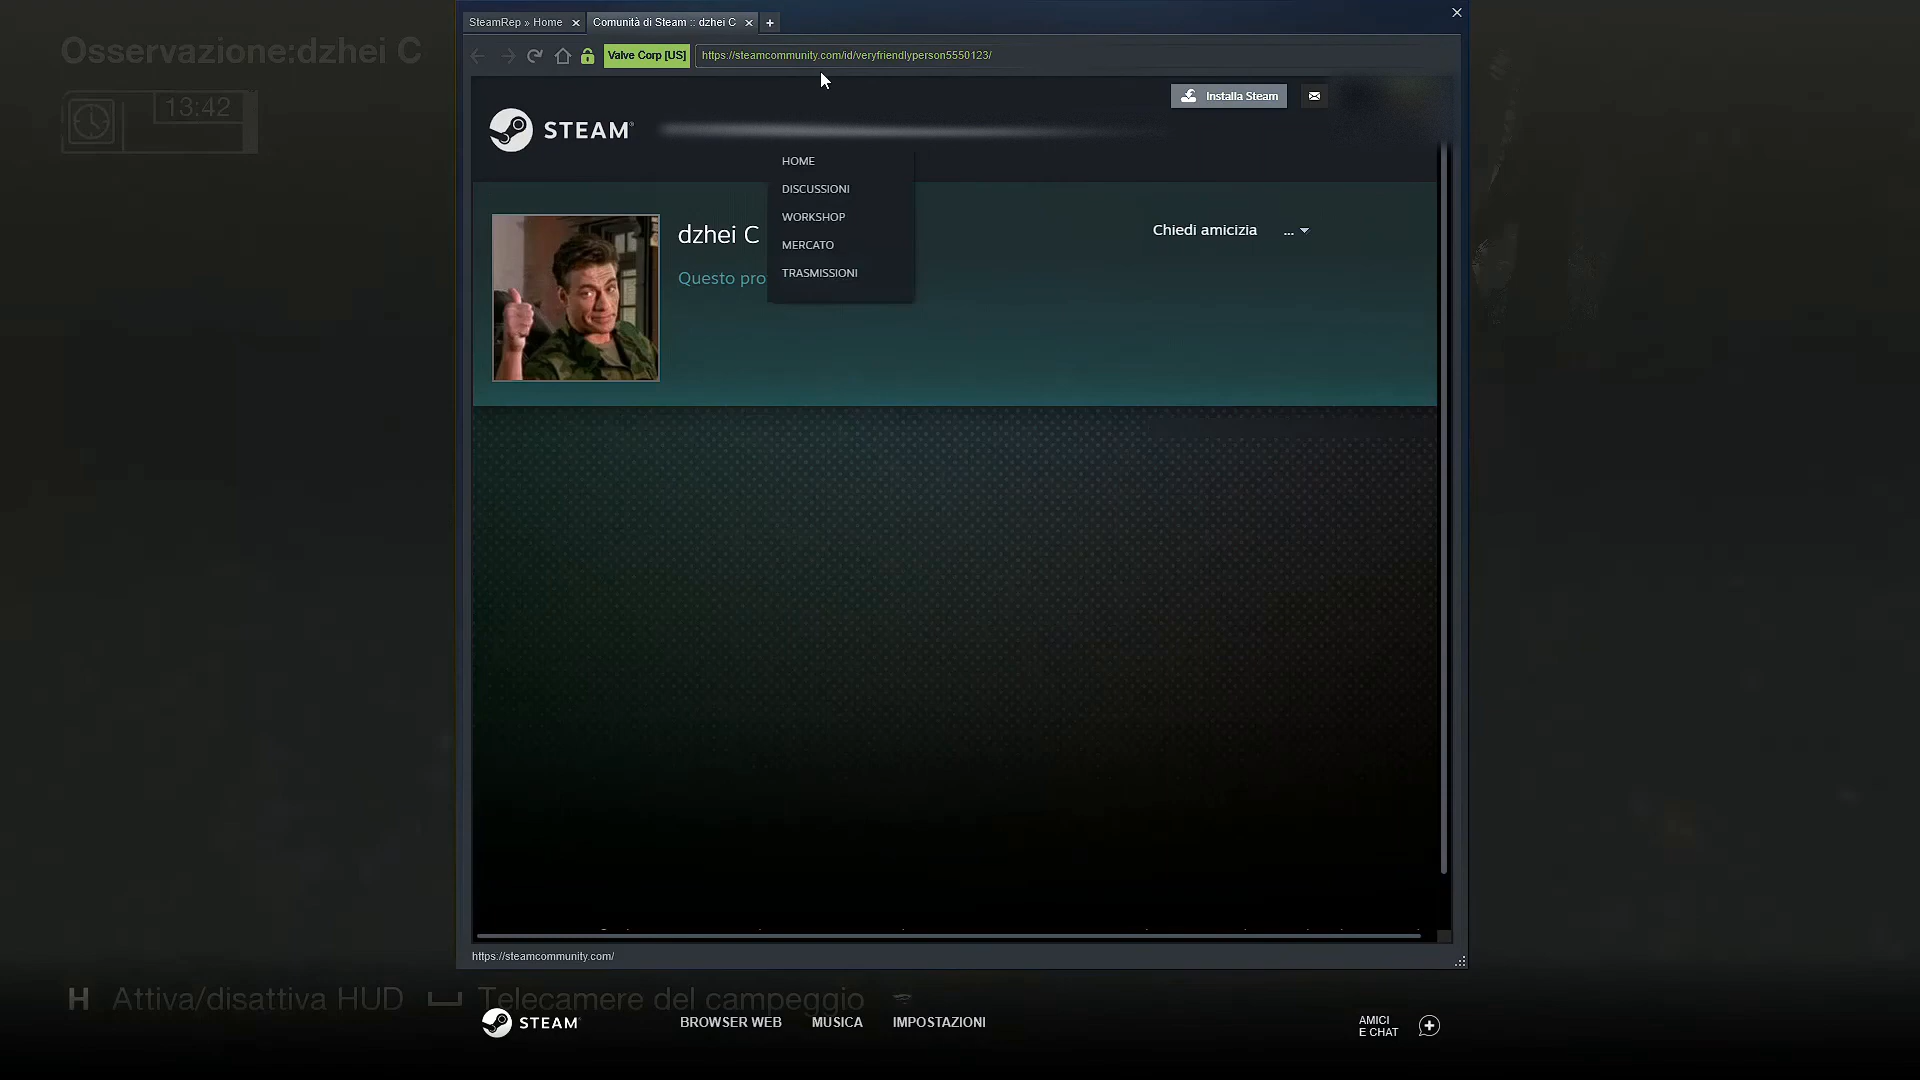 SteamRep » Home
Comunità di Steam :: dzhei C
Osservazione:dzhei C
Valve Corp [US]
https://steamcommunity.com/id/veryfriendlyperson5550123/
13:42
Installa Steam
STEAM
HOME
DISCUSSIONI
WORKSHOP
MERCATO
TRASMISSIONI
dzhei C
Chiedi amicizia
...
Questo pro
https://steamcommunity.com/
H Attiva/disattiva HUD
Telecamere del campeggio
STEAM
BROWSER WEB
MUSICA
IMPOSTAZIONI
AMICI
E CHAT